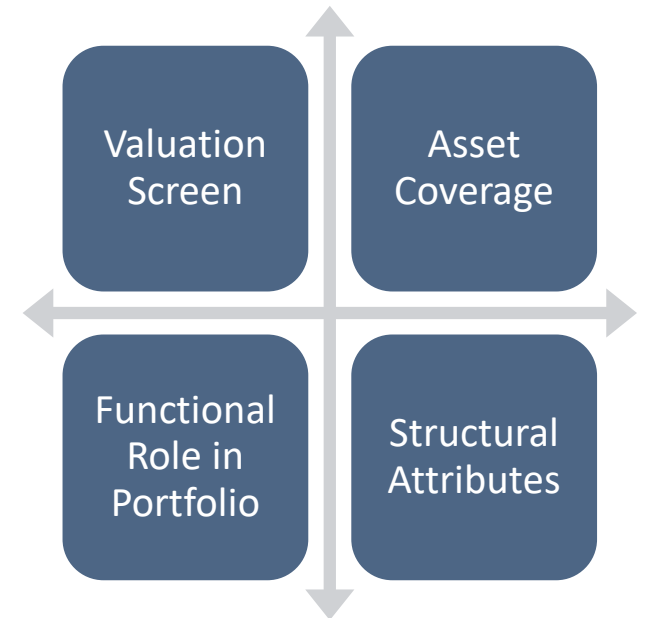 Valuation
Screen
Asset
Coverage
Functional
Role in
Portfolio
Structural
Attributes